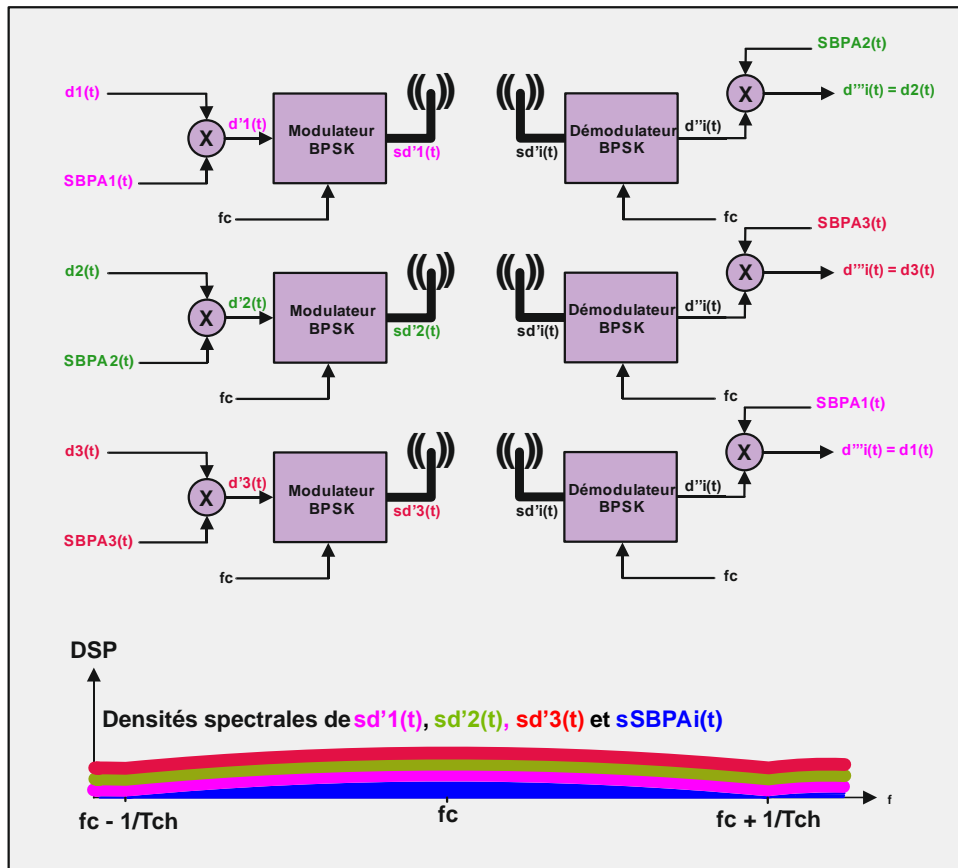 SBPA2(t)
d1(t)
d'''i(t) = d2(t)
X
d'1(t)
Modulateur
BPSK
sd'1(t)
sd'i(t)
Démodulateur
BPSK
d''i(t)
X
SBPA1(t)
fc
fc
SBPA3(t)
d2(t)
d'''i(t) = d3(t)
X
d'2(t)
Modulateur
BPSK
sd'2(t)
sd'i(t)
Démodulateur
BPSK
d''i(t)
X
SBPA2(t)
fc
fc
SBPA1(t)
d3(t)
d'''i(t) = d1(t)
X
d'3(t)
Modulateur
BPSK
sd'3(t)
sd'i(t)
Démodulateur
BPSK
d''i(t)
X
SBPA3(t)
fc
fc
DSP
Densités spectrales de sd'1(t), sd'2(t), sd'3(t) et sSBPAi(t)
f
fc - 1/Tch
fc
fc + 1/Tch